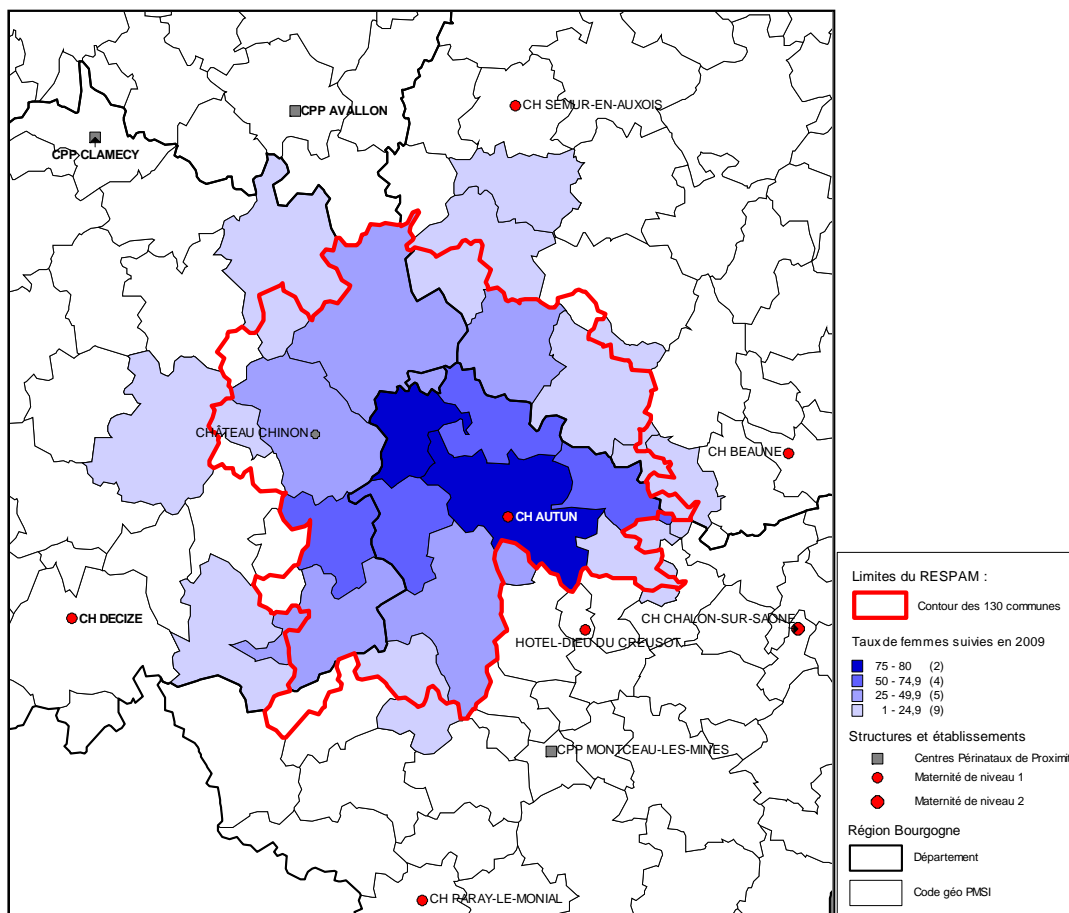 CH SEMUR-EN-AUXOIS
CPP AVALLON
CPP CLAMECY
CHÂTEAU CHINON
CH BEAUNE
CH AUTUN
CH DECIZE
CH CHALON-SUR-SAONE
HOTEL-DIEU DU CREUSOT
CPP MONTCEAU-LES-MINES
CH PARAY-LE-MONIAL
Limites du RESPAM :
Contour des 130 communes
Taux de femmes suivies en 2009
75 - 80 (2)
50 - 74,9 (4)
25 - 49,9 (5)
1 - 24,9 (9)
Structures et établissements
Centres Périnataux de Proximit
Maternité de niveau 1
Maternité de niveau 2
Région Bourgogne
Département
Code géo PMSI